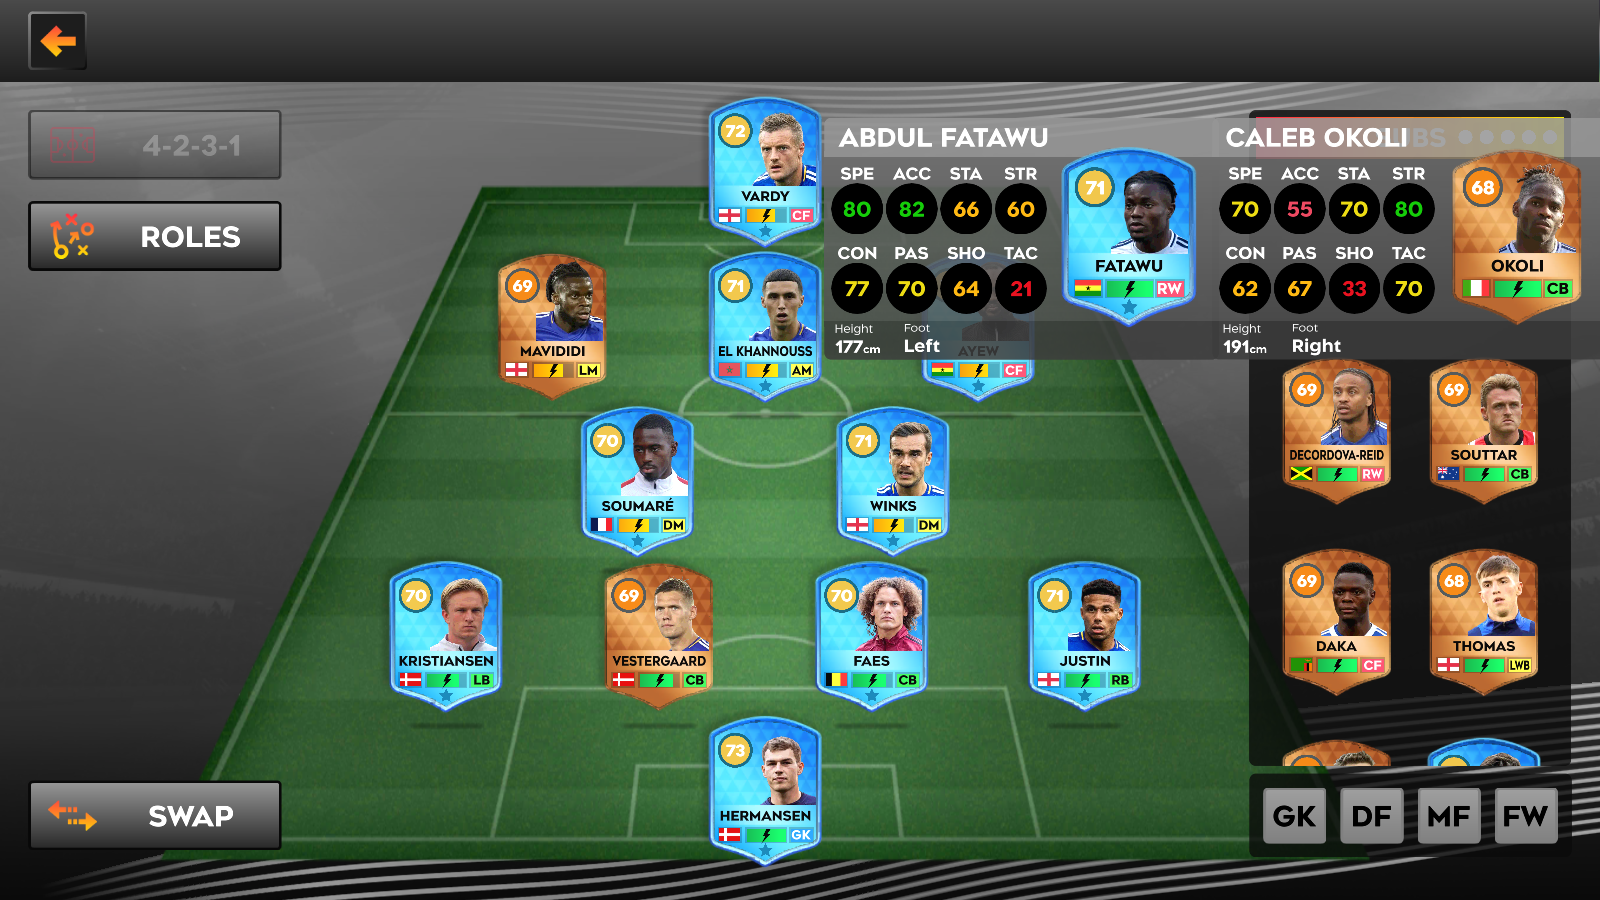 4-2-3-1
ROLES
SWAP
72
VARDY
CF
69
MAVIDIDI
LM
71
EL KHANNOUSS
AM
AYEW
CF
70
SOUMARÉ
DM
71
WINKS
DM
70
KRISTIANSEN
LB
69
VESTERGAARD
CB
70
FAES
CB
71
JUSTIN
RB
73
HERMANSEN
GK
ABDUL FATAWU
SPE ACC STA STR
80 82 66 60
CON PAS SHO TAC
77 70 64 21
Height Foot
177cm Left
71
FATAWU
RW
CALEB OKOLI
SPE ACC STA STR
70 55 70 80
CON PAS SHO TAC
62 67 33 70
Height Foot
191cm Right
68
OKOLI
CB
69
DECORDOVA-REID
RW
69
SOUTTAR
CB
69
DAKA
CF
68
THOMAS
LWB
GK DF MF FW